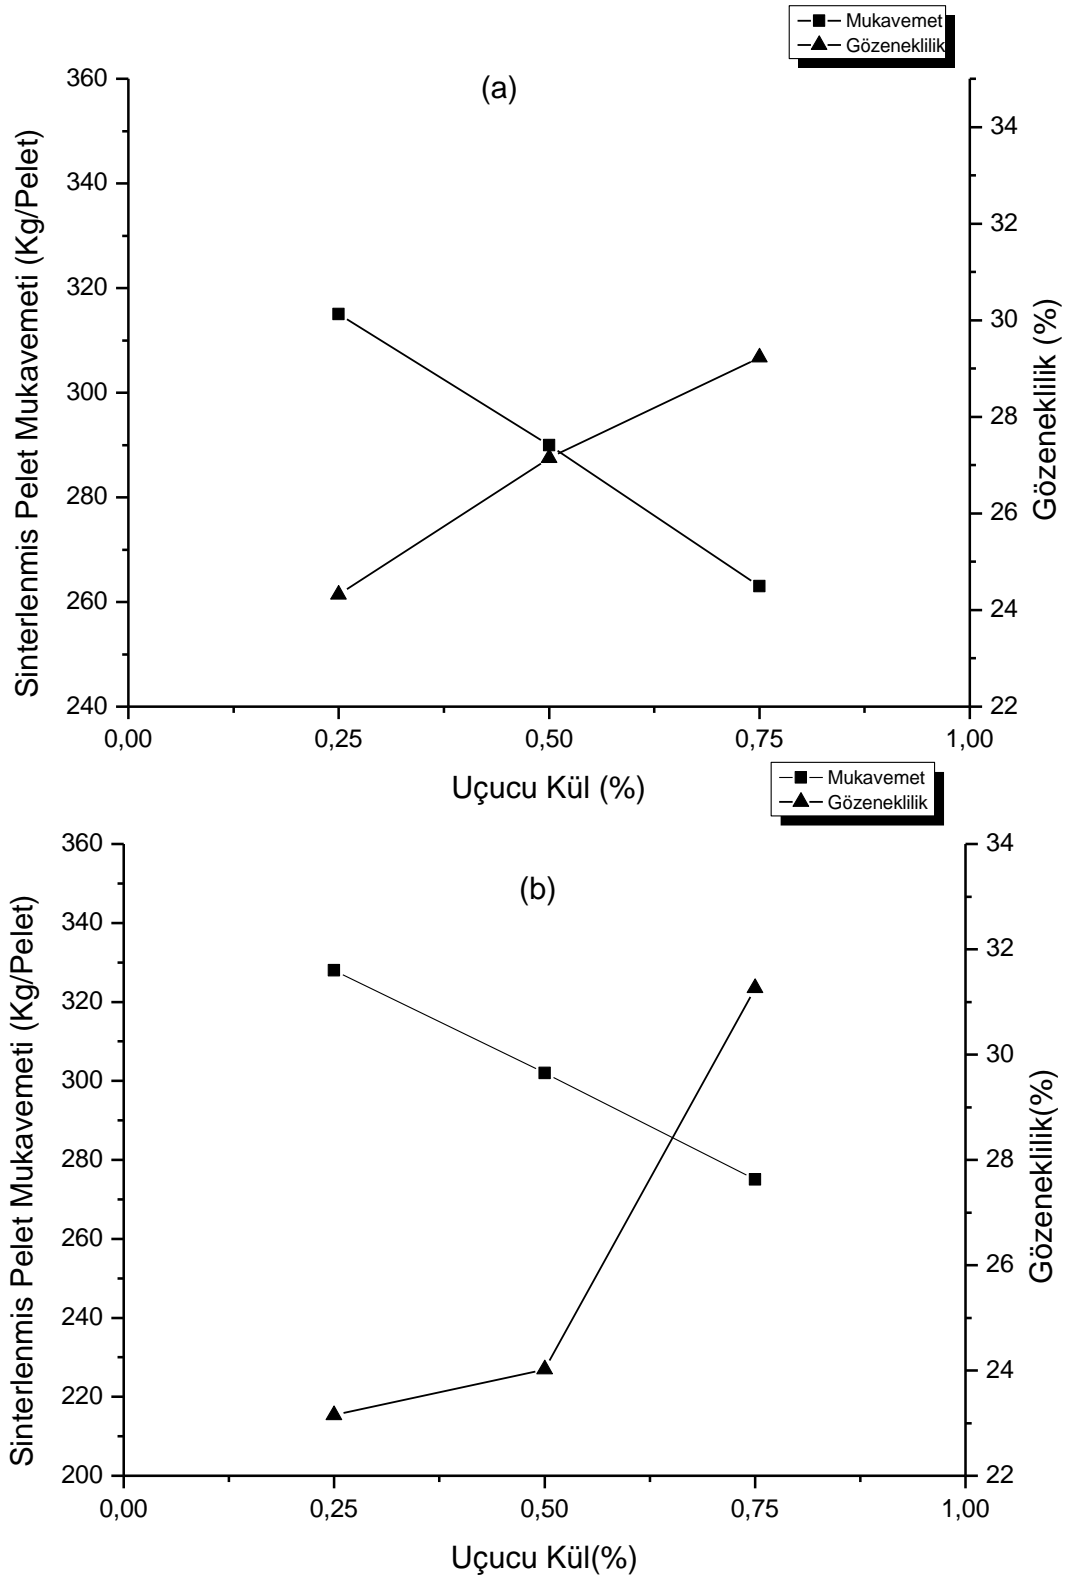 Mukavemet
Gözeneklilik
(a)
360
340
320
300
280
260
240
Sinterlenmis Pelet Mukavemeti (Kg/Pelet)
34
32
30
28
26
24
22
Gözeneklilik (%)
0,00 0,25 0,50 0,75 1,00
Uçucu Kül (%)
Mukavemet
Gözeneklilik
(b)
360
340
320
300
280
260
240
220
200
Sinterlenmis Pelet Mukavemeti (Kg/Pelet)
34
32
30
28
26
24
22
Gözeneklilik(%)
0,00 0,25 0,50 0,75 1,00
Uçucu Kül(%)